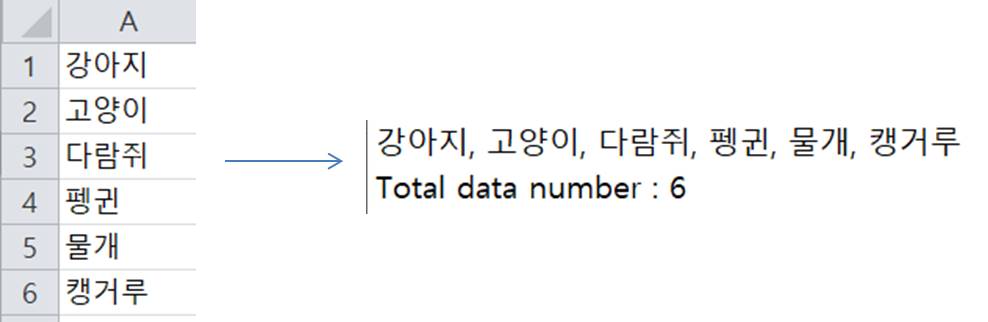 A
1 강아지
2 고양이
3 다람쥐
4 펭귄
5 물개
6 캥거루
강아지, 고양이, 다람쥐, 펭귄, 물개, 캥거루
Total data number : 6